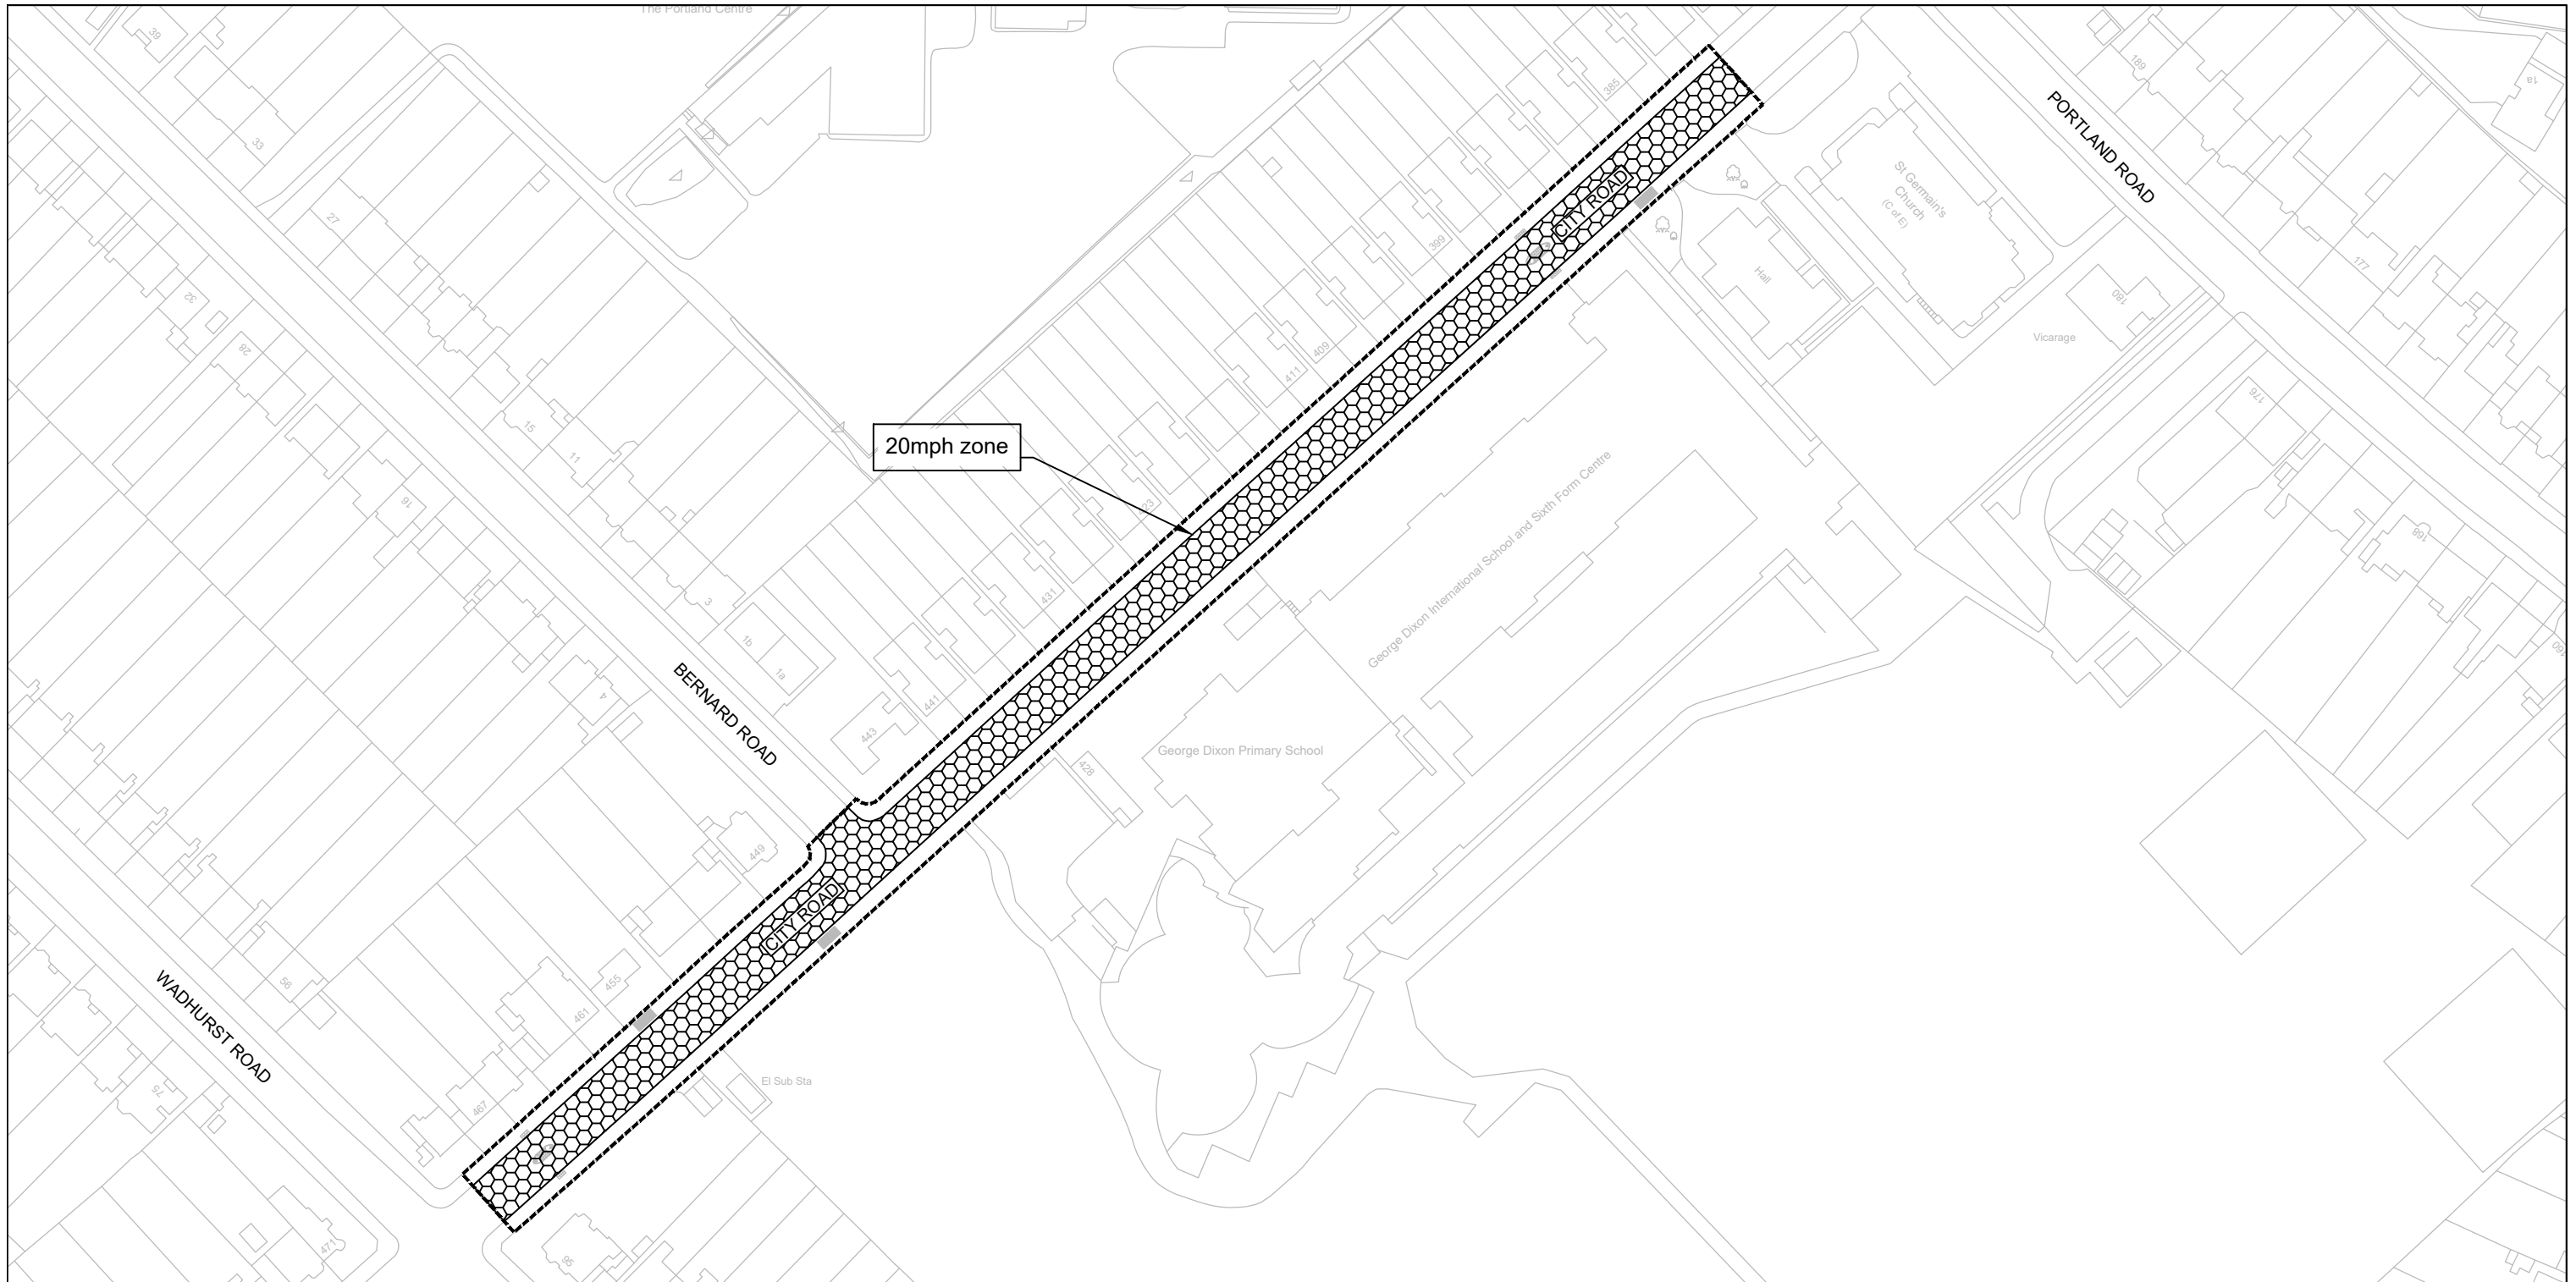 The Portland Centre
39
33
27
32
28
15
11
16
3
1b
1a
4
BERNARD ROAD
443
441
431
20mph zone
411
409
399
385
CITY ROAD
PORTLAND ROAD
189
1a
St Germain's
Church
(C of E)
Hall
180
177
Vicarage
176
168
160
George Dixon International School and Sixth Form Centre
George Dixon Primary School
428
449
CITY ROAD
455
461
467
56
WADHURST ROAD
75
471
95
El Sub Sta